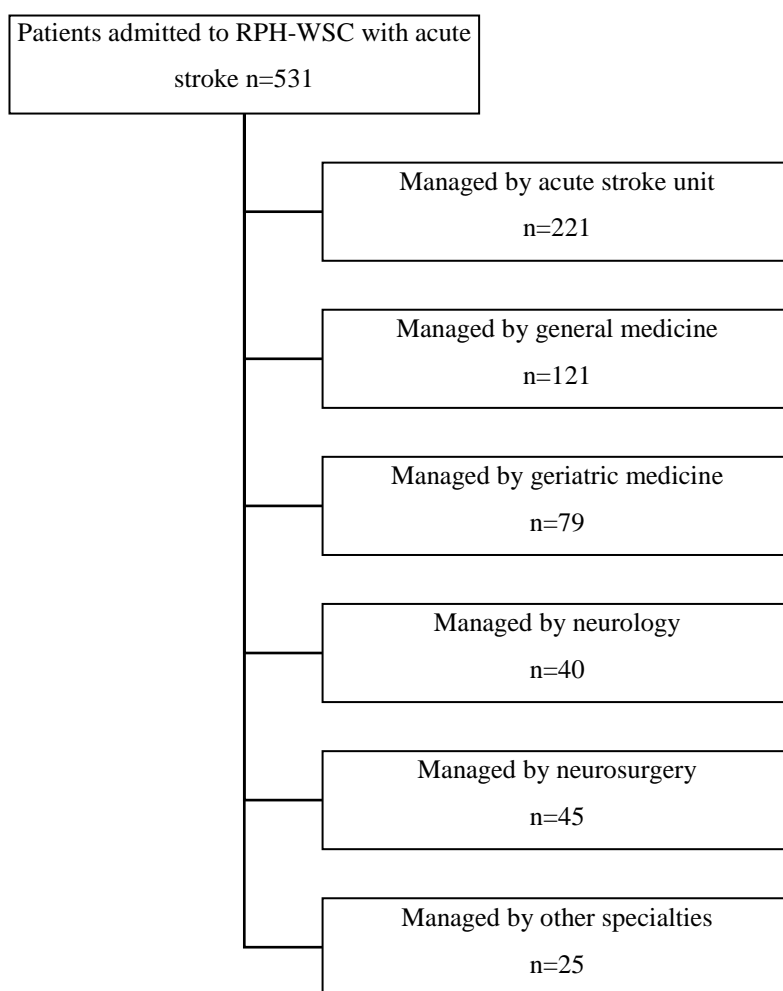 Patients admitted to RPH-WSC with acute
stroke n=531
Managed by acute stroke unit
n=221
Managed by general medicine
n=121
Managed by geriatric medicine
n=79
Managed by neurology
n=40
Managed by neurosurgery
n=45
Managed by other specialties
n=25